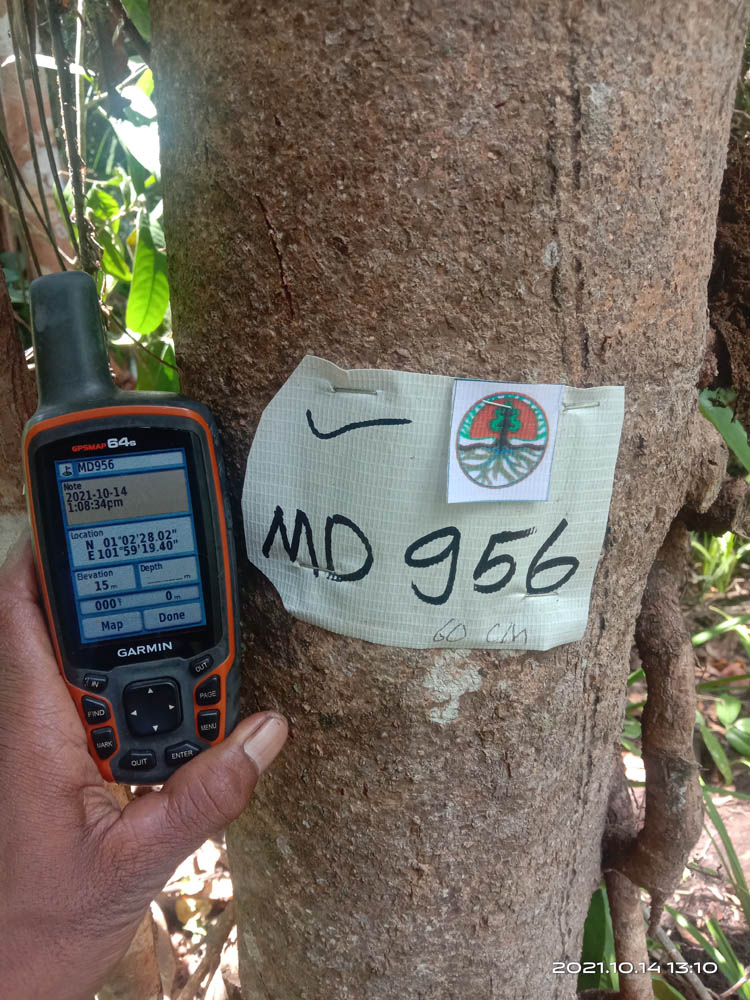 GPSMAP 64s
MD956
Note
2021-10-14
1:08:34pm
Location
N 01°02'28.02"
E 101°59'19.40"
Elevation
15m
Depth
_____m
0m
Map
Done
GARMIN
IN
OUT
FIND
PAGE
MARK
MENU
QUIT
ENTER
MD 956
60 CM
2021.10.14 13:10